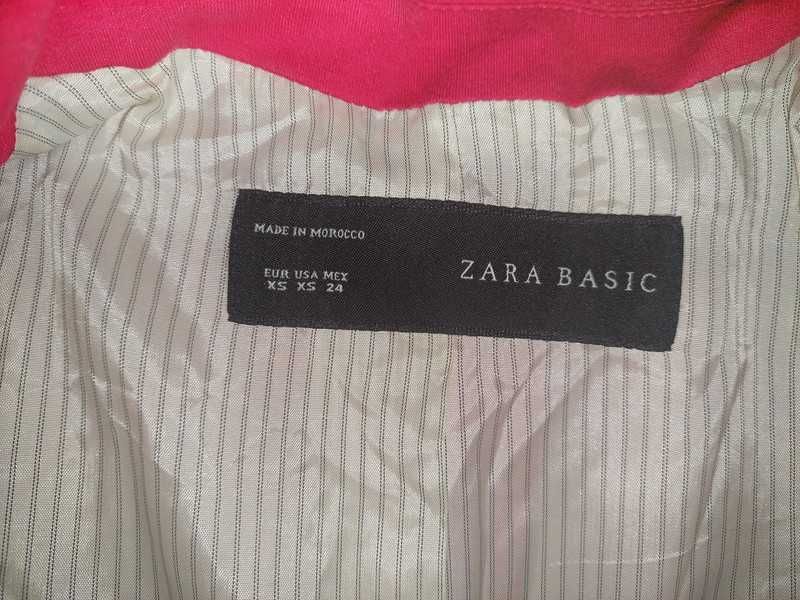 MADE IN MOROCCO
EUR USA MEX
XS XS 24
ZARA BASIC